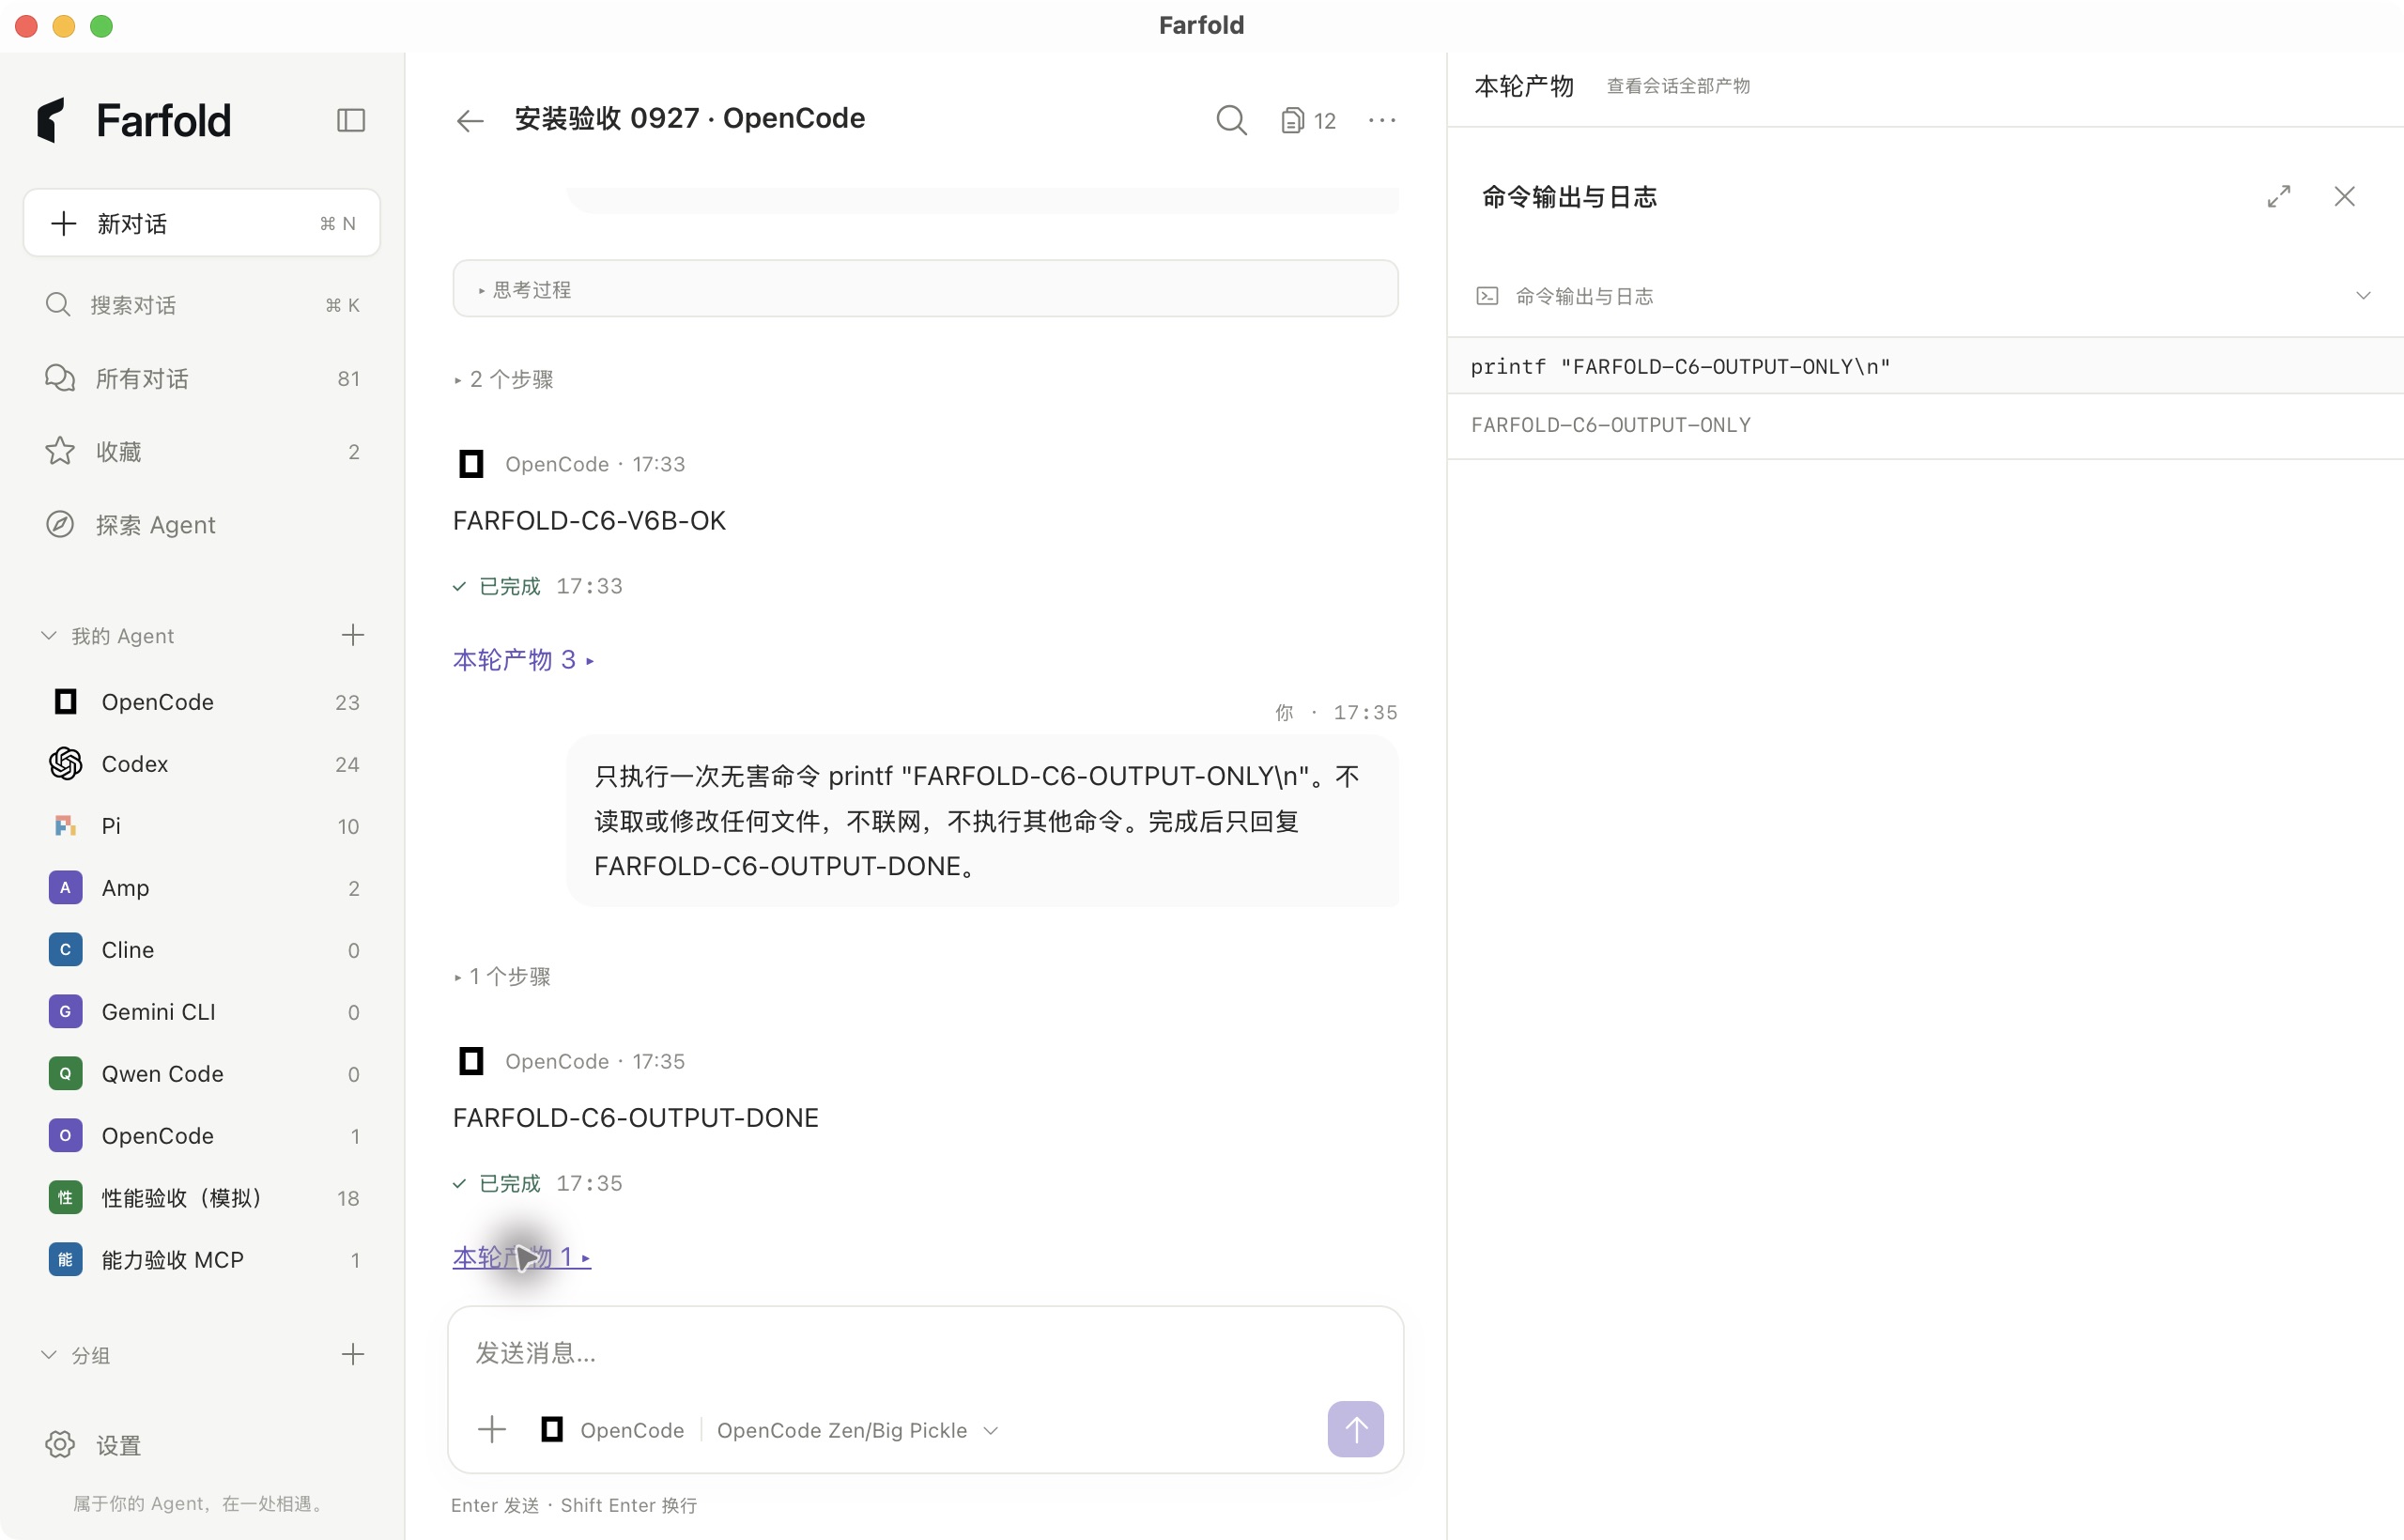 Farfold
Farfold
新对话 ⌘ N
搜索对话 ⌘ K
所有对话 81
收藏 2
探索 Agent
我的 Agent
OpenCode 23
Codex 24
Pi 10
A Amp 2
C Cline 0
G Gemini CLI 0
Q Qwen Code 0
O OpenCode 1
性 性能验收（模拟） 18
能 能力验收 MCP 1
分组
设置
属于你的 Agent，在一处相遇。
安装验收 0927 · OpenCode 12
思考过程
2 个步骤
OpenCode · 17:33
FARFOLD-C6-V6B-OK
已完成 17:33
本轮产物 3
你 · 17:35
只执行一次无害命令 printf "FARFOLD-C6-OUTPUT-ONLY\n"。不
读取或修改任何文件，不联网，不执行其他命令。完成后只回复
FARFOLD-C6-OUTPUT-DONE。
1 个步骤
OpenCode · 17:35
FARFOLD-C6-OUTPUT-DONE
已完成 17:35
本轮产物 1
发送消息...
OpenCode OpenCode Zen/Big Pickle
Enter 发送 · Shift Enter 换行
本轮产物 查看会话全部产物
命令输出与日志
命令输出与日志
printf "FARFOLD-C6-OUTPUT-ONLY\n"
FARFOLD-C6-OUTPUT-ONLY